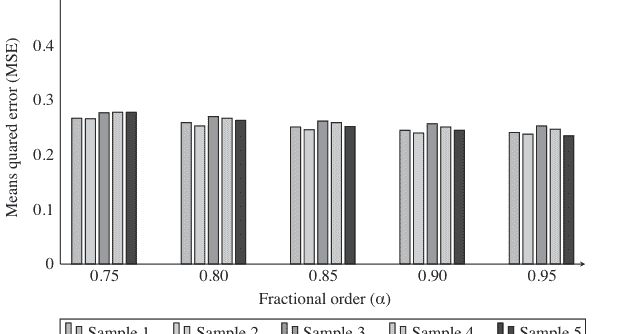 0.4
0.3
0.2
0.1
0
Means quared error (MSE)
0.75 0.80 0.85 0.90 0.95
Fractional order (α)
Sample 1 Sample 2 Sample 3 Sample 4 Sample 5